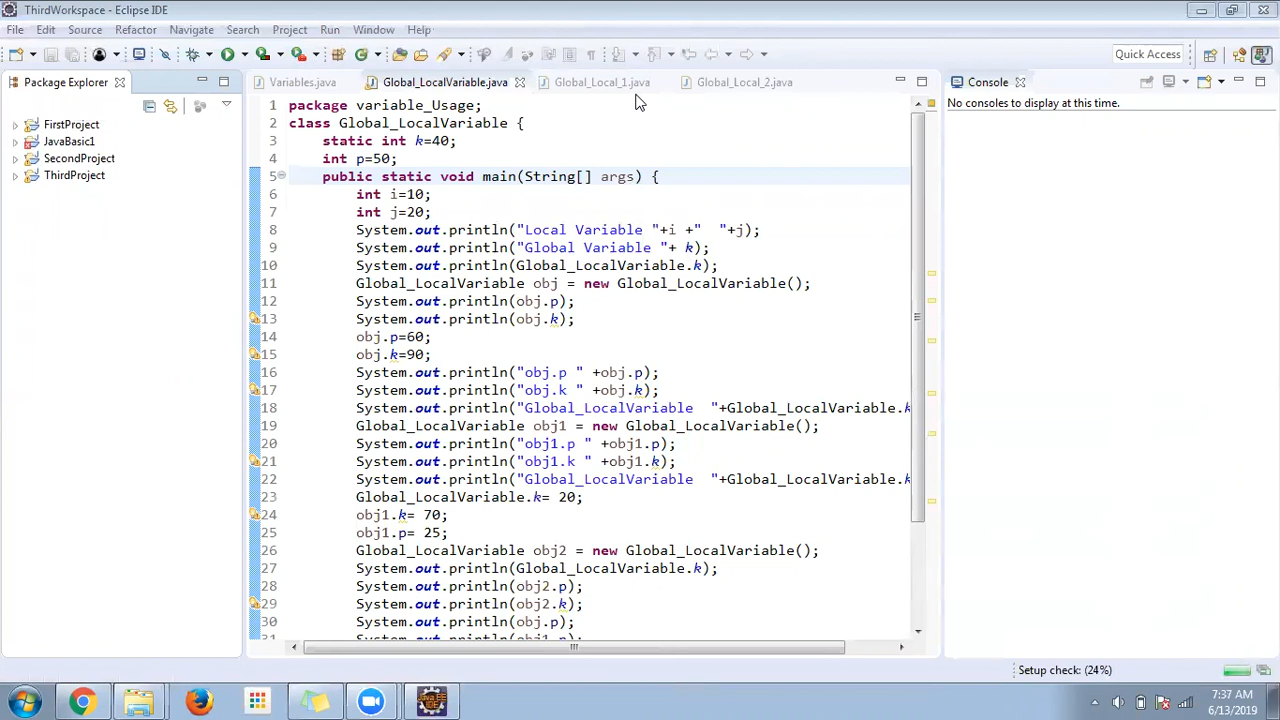 ThirdWorkspace - Eclipse IDE
File Edit Source Refactor Navigate Search Project Run Window Help
Quick Access
Package Explorer
Variables.java
Global_LocalVariable.java
Global_Local_1.java
Global_Local_2.java
Console
No consoles to display at this time.
FirstProject
JavaBasic1
SecondProject
ThirdProject
1 package variable_Usage;
2 class Global_LocalVariable {
3 static int k=40;
4 int p=50;
5 public static void main(String[] args) {
6 int i=10;
7 int j=20;
8 System.out.println("Local Variable "+i +"  "+j);
9 System.out.println("Global Variable "+ k);
10 System.out.println(Global_LocalVariable.k);
11 Global_LocalVariable obj = new Global_LocalVariable();
12 System.out.println(obj.p);
13 System.out.println(obj.k);
14 obj.p=60;
15 obj.k=90;
16 System.out.println("obj.p " +obj.p);
17 System.out.println("obj.k " +obj.k);
18 System.out.println("Global_LocalVariable  "+Global_LocalVariable.k
19 Global_LocalVariable obj1 = new Global_LocalVariable();
20 System.out.println("obj1.p " +obj1.p);
21 System.out.println("obj1.k " +obj1.k);
22 System.out.println("Global_LocalVariable  "+Global_LocalVariable.k
23 Global_LocalVariable.k= 20;
24 obj1.k= 70;
25 obj1.p= 25;
26 Global_LocalVariable obj2 = new Global_LocalVariable();
27 System.out.println(Global_LocalVariable.k);
28 System.out.println(obj2.p);
29 System.out.println(obj2.k);
30 System.out.println(obj.p);
31 System.out.println(obj1.p);
Setup check: (24%)
Java EE
IDE
7:37 AM
6/13/2019